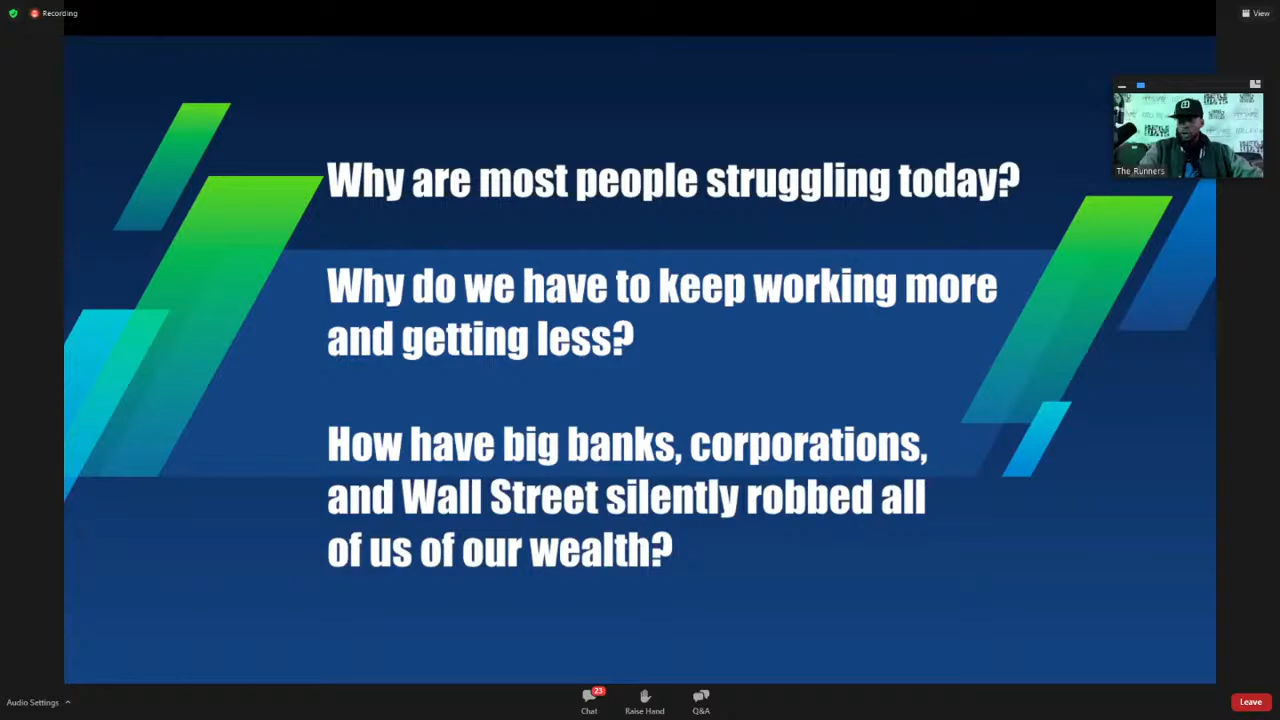 Recording
View
Why are most people struggling today?
The_Runners
Why do we have to keep working more
and getting less?
How have big banks, corporations,
and Wall Street silently robbed all
of us of our wealth?
Audio Settings
23
Chat
Raise Hand
Q&A
Leave